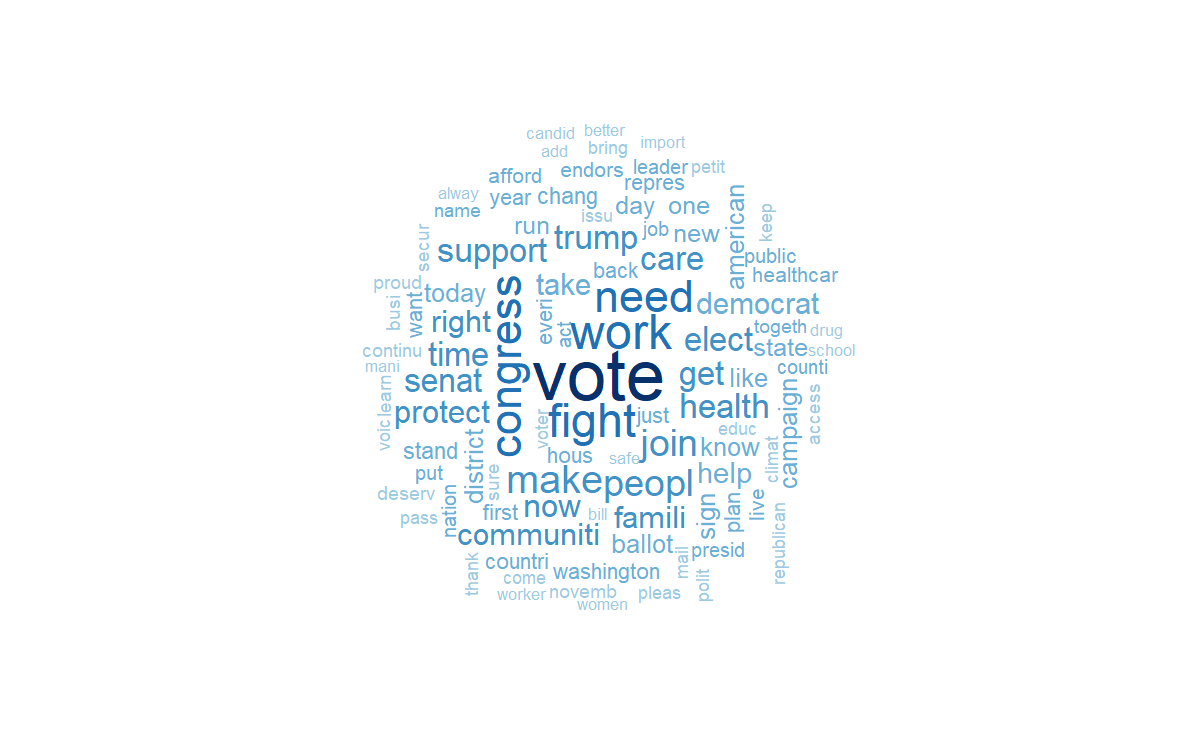 candid
better
add
bring
import
afford
endors
leader
petit
alway
year
chang
repres
name
run
issu
day
one
american
keep
secur
support
trump
job
new
care
public
healthcar
proud
today
busi
want
congress
take
back
need
democrat
everi
act
right
work
elect
togeth
drug
state
school
continu
mani
time
senat
vote
get
like
counti
protect
learn
voic
fight
just
health
campaign
access
voter
join
know
educ
climat
stand
district
hous
safe
put
sure
make
peopl
help
deserv
pass
nation
first
now
bill
famili
sign
plan
live
communiti
ballot
presid
mail
republican
thank
countri
come
washington
worker
novemb
women
pleas
polit